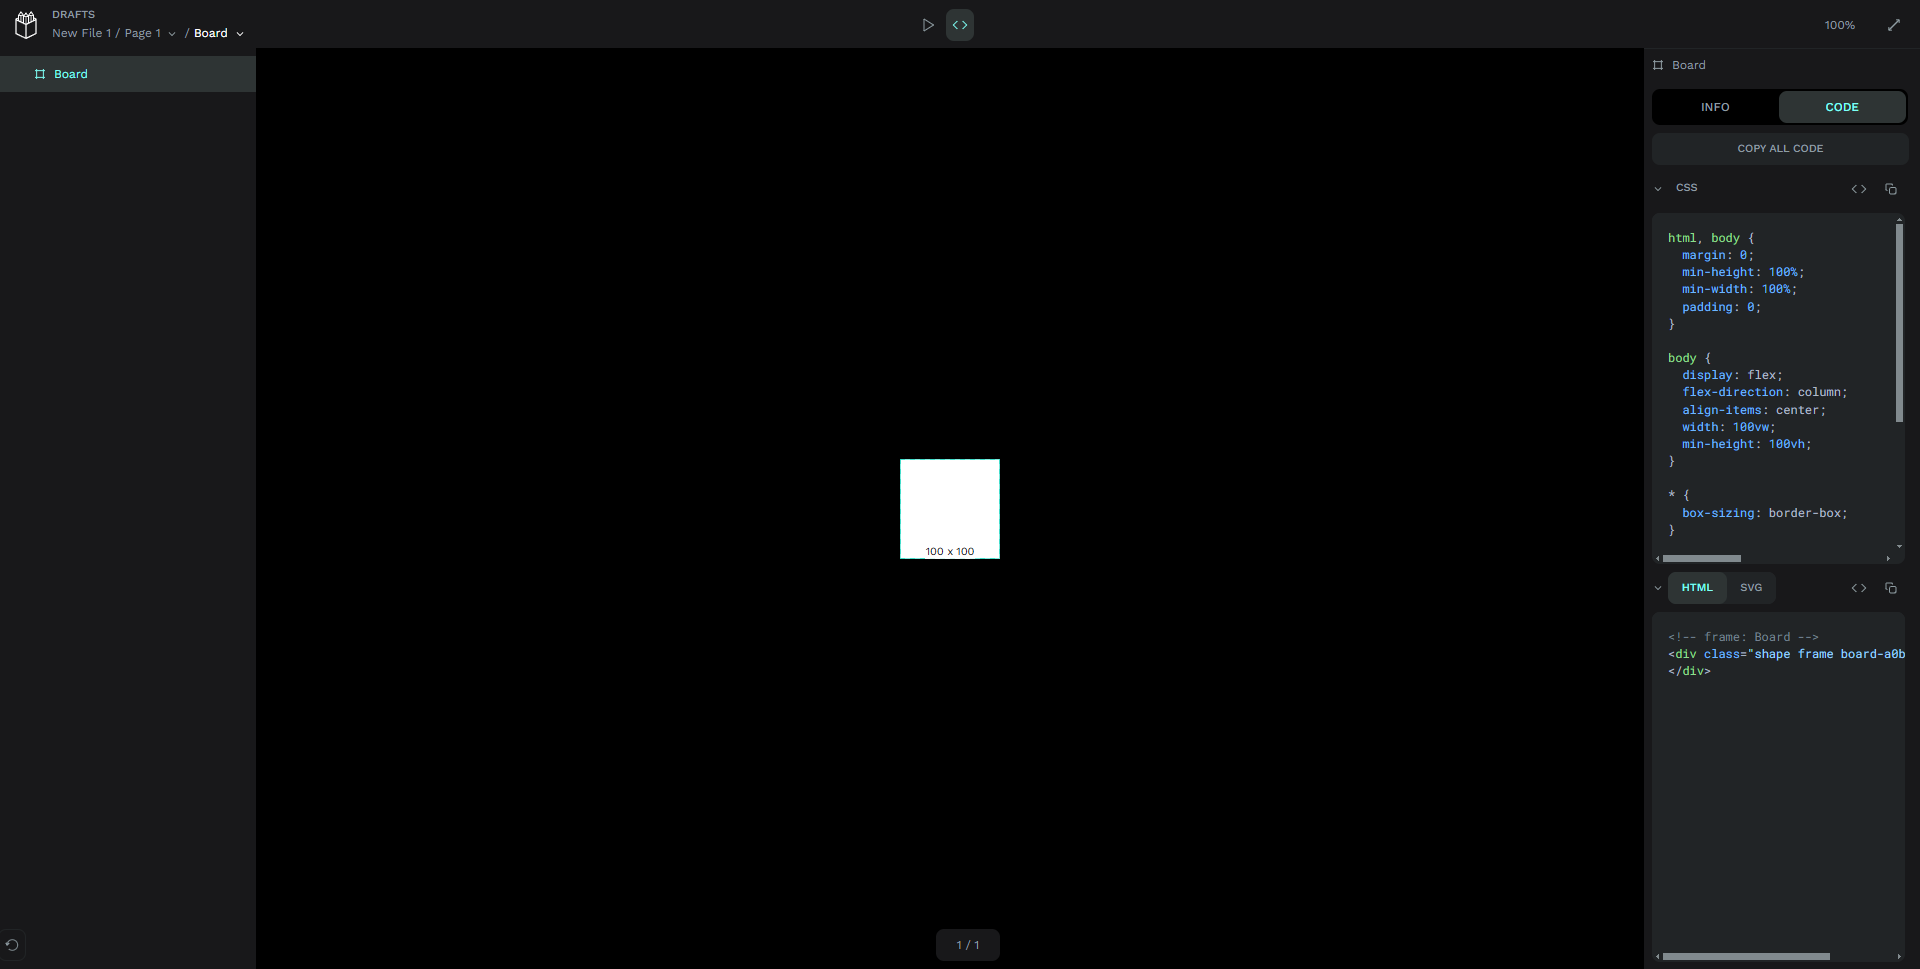 DRAFTS
New File 1 / Page 1 / Board
100%
Board
Board
INFO
CODE
COPY ALL CODE
CSS
html, body {
  margin: 0;
  min-height: 100%;
  min-width: 100%;
  padding: 0;
}
body {
  display: flex;
  flex-direction: column;
  align-items: center;
  width: 100vw;
  min-height: 100vh;
}
* {
  box-sizing: border-box;
}
100 x 100
HTML
SVG
<!-- frame: Board -->
<div class="shape frame board-a0b
</div>
1 / 1